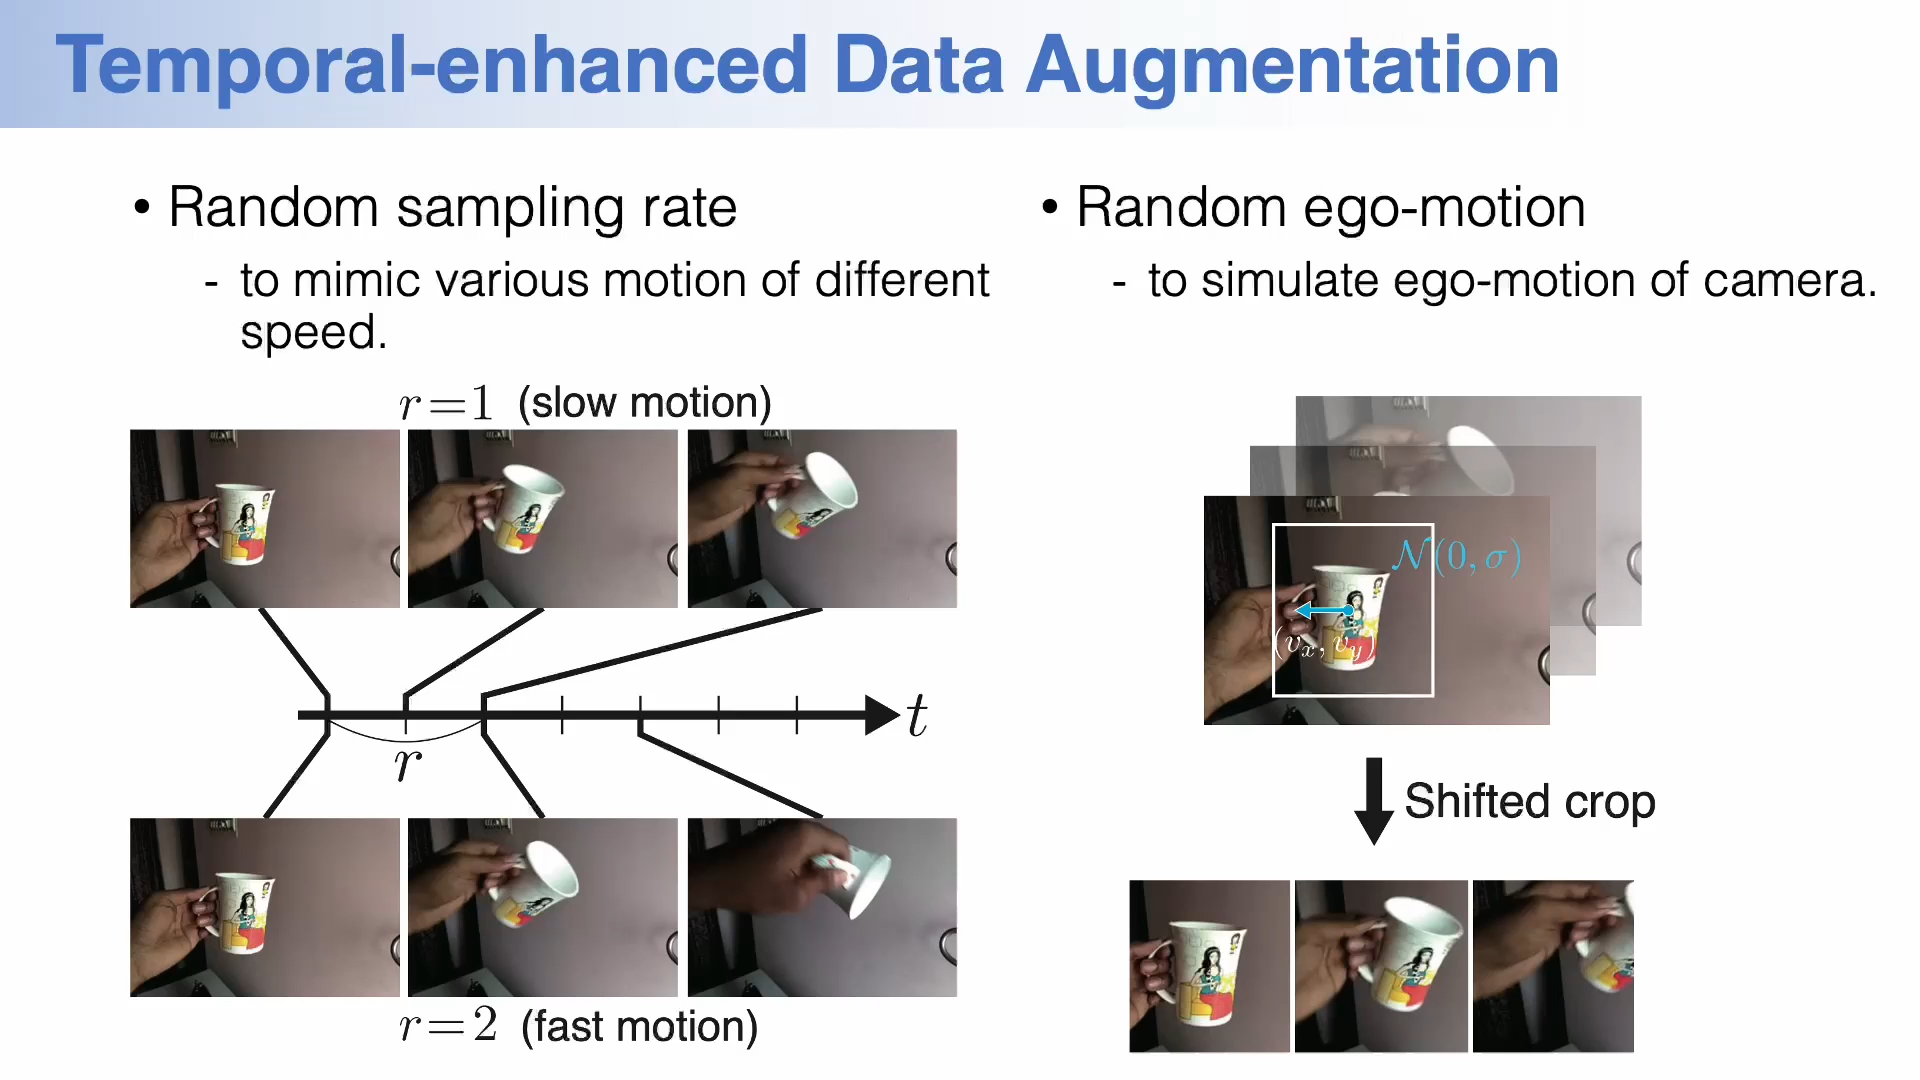 Temporal-enhanced Data Augmentation
• Random sampling rate
- to mimic various motion of different
speed.
r=1 (slow motion)
t
r
r=2 (fast motion)
• Random ego-motion
- to simulate ego-motion of camera.
𝒩(0, σ)
(vₓ, v_y)
Shifted crop